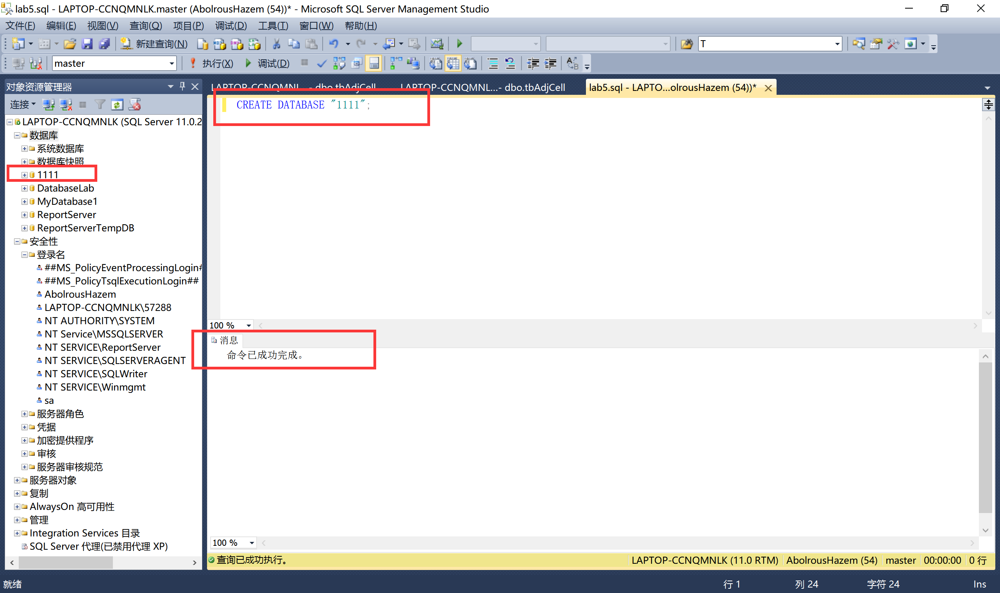 lab5.sql - LAPTOP-CCNQMNLK.master (AbolrousHazem (54))* - Microsoft SQL Server Management Studio
文件(F) 编辑(E) 视图(V) 查询(Q) 项目(P) 调试(D) 工具(T) 窗口(W) 帮助(H)
新建查询(N) T
master 执行(X) 调试(D)
对象资源管理器
LAPTOP-CCNQMNL...- dbo.tbAdjCell LAPTOP-CCNQMNL...- dbo.tbAdjCell lab5.sql - LAPTO...olrousHazem (54))*
连接
LAPTOP-CCNQMNLK (SQL Server 11.0.2
数据库
系统数据库
数据库快照
1111
DatabaseLab
MyDatabase1
ReportServer
ReportServerTempDB
安全性
登录名
##MS_PolicyEventProcessingLogin#
##MS_PolicyTsqlExecutionLogin##
AbolrousHazem
LAPTOP-CCNQMNLK\57288
NT AUTHORITY\SYSTEM
NT Service\MSSQLSERVER
NT SERVICE\ReportServer
NT SERVICE\SQLSERVERAGENT
NT SERVICE\SQLWriter
NT SERVICE\Winmgmt
sa
服务器角色
凭据
加密提供程序
审核
服务器审核规范
服务器对象
复制
AlwaysOn 高可用性
管理
Integration Services 目录
SQL Server 代理(已禁用代理 XP)
CREATE DATABASE "1111";
100 %
消息
命令已成功完成。
100 %
查询已成功执行。 LAPTOP-CCNQMNLK (11.0 RTM) AbolrousHazem (54) master 00:00:00 0 行
就绪 行 1 列 24 字符 24 Ins